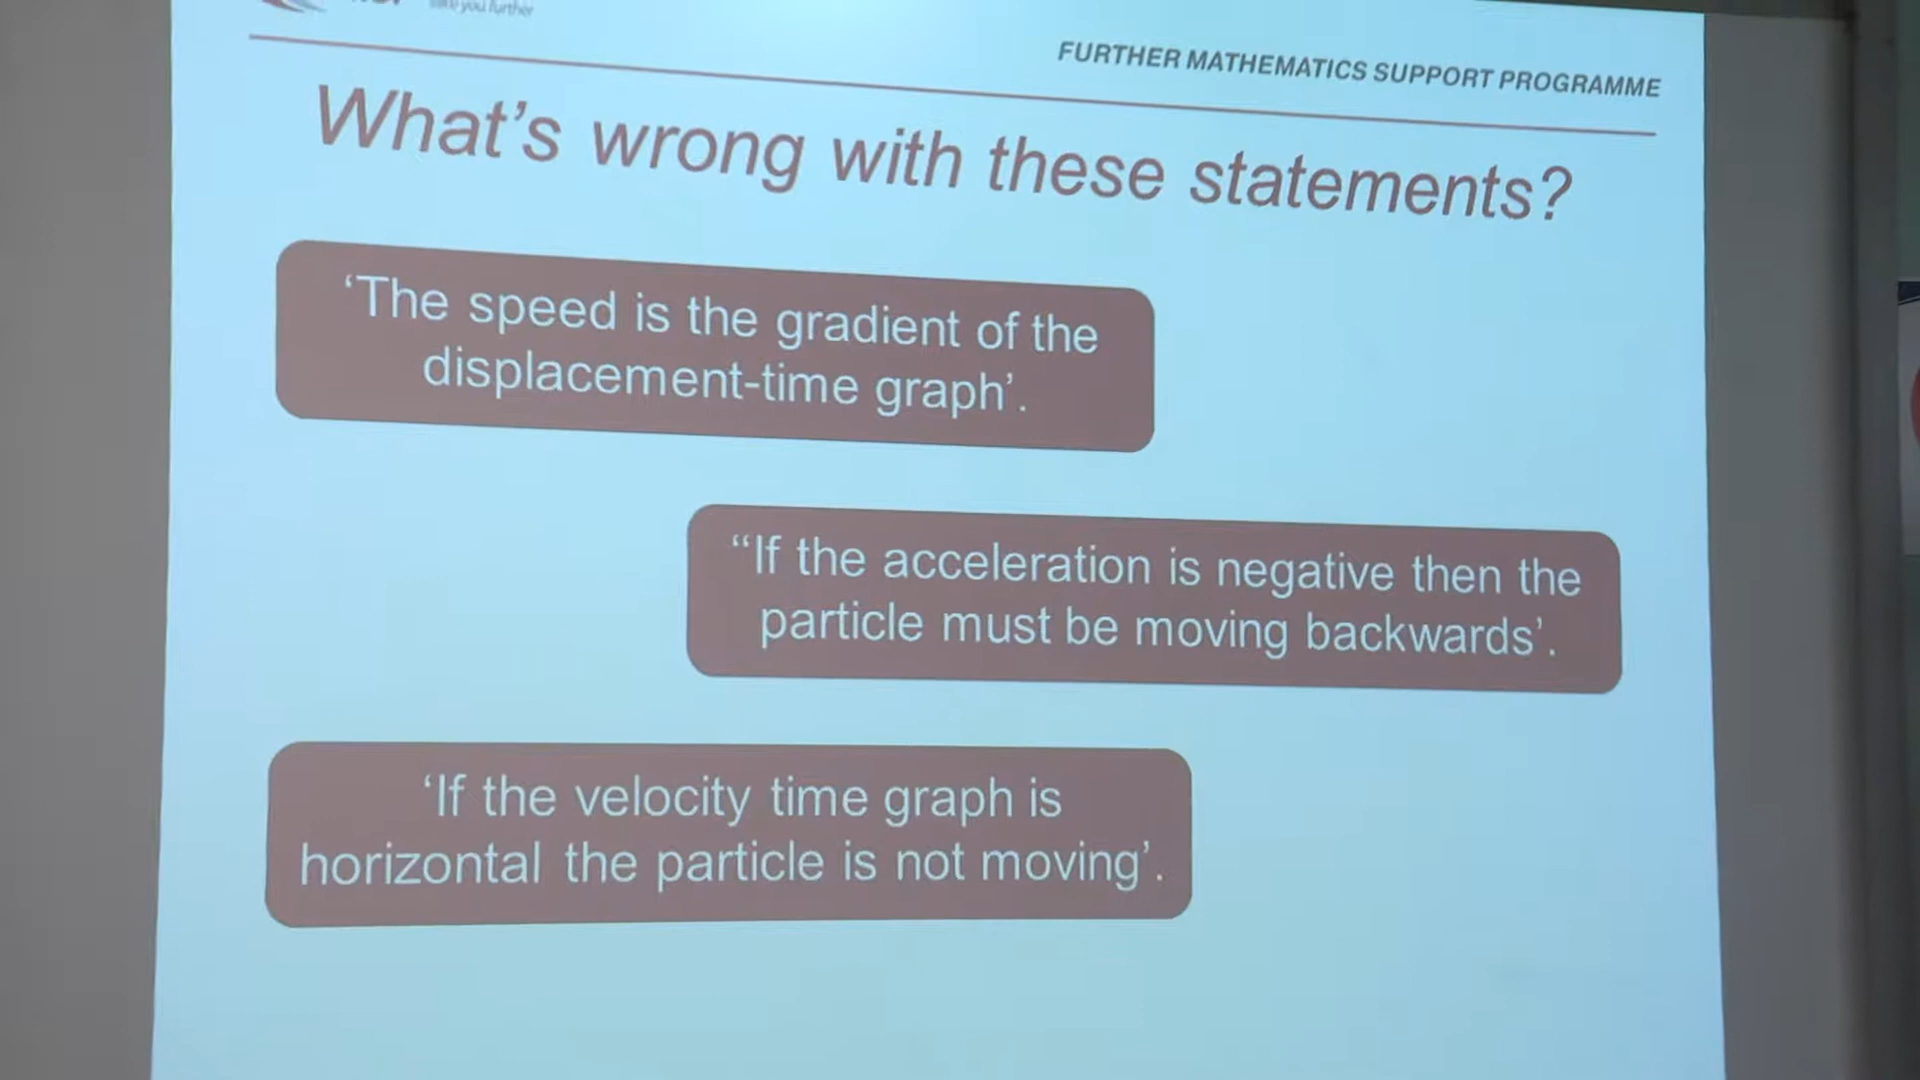 you further
FURTHER MATHEMATICS SUPPORT PROGRAMME
What's wrong with these statements?
‘The speed is the gradient of the
displacement-time graph’.
“If the acceleration is negative then the
particle must be moving backwards’.
‘If the velocity time graph is
horizontal the particle is not moving’.